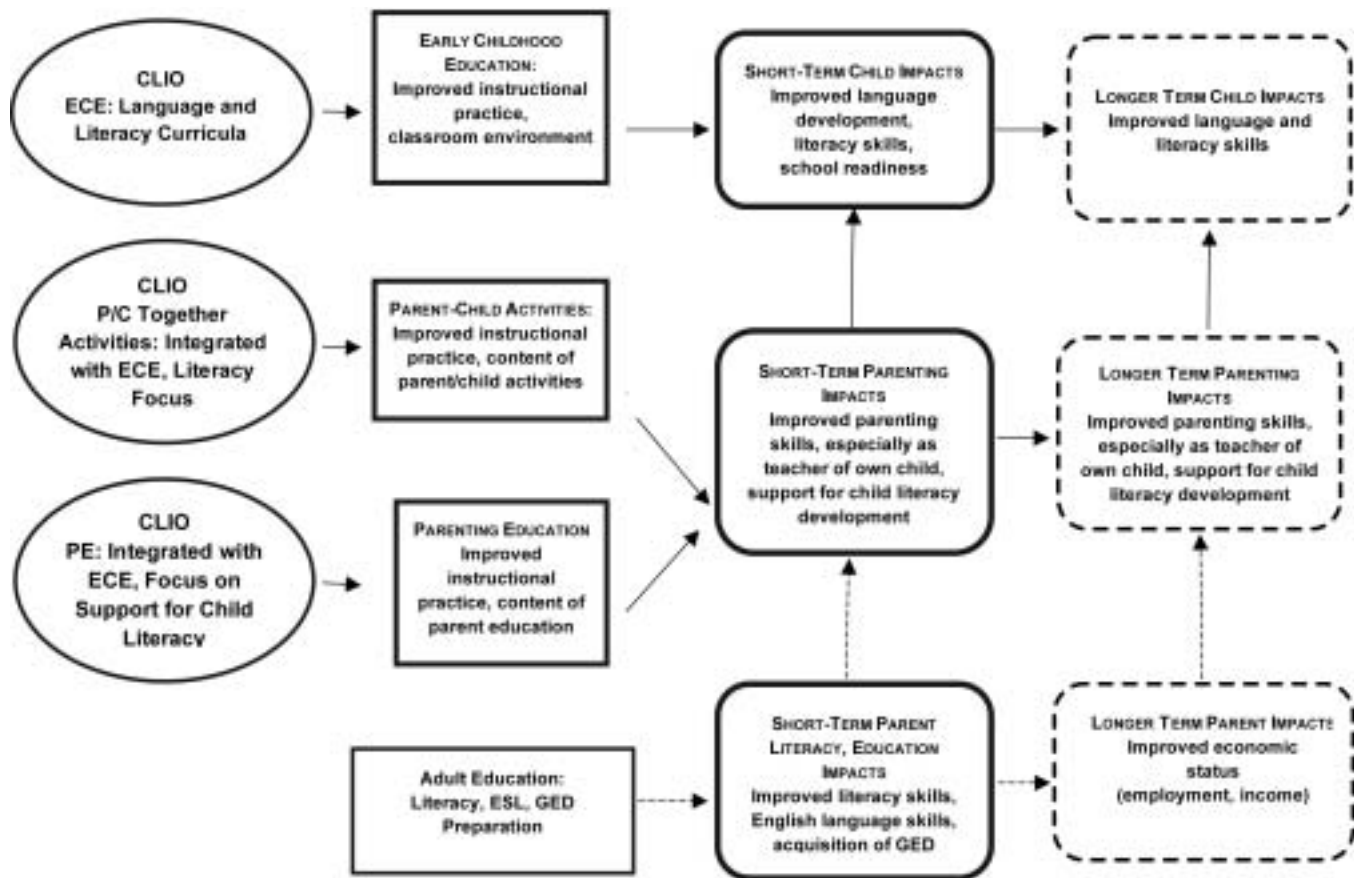 CLIO
ECE: Language and
Literacy Curricula
EARLY CHILDHOOD
EDUCATION:
Improved instructional
practice,
classroom environment
SHORT-TERM CHILD IMPACTS
Improved language
development,
literacy skills,
school readiness
LONGER TERM CHILD IMPACTS
Improved language and
literacy skills
CLIO
P/C Together
Activities: Integrated
with ECE, Literacy
Focus
PARENT-CHILD ACTIVITIES:
Improved instructional
practice, content of
parent/child activities
SHORT-TERM PARENTING
IMPACTS
Improved parenting
skills, especially as
teacher of own child,
support for child literacy
development
LONGER TERM PARENTING
IMPACTS
Improved parenting skills,
especially as teacher of
own child, support for child
literacy development
CLIO
PE: Integrated with
ECE, Focus on
Support for Child
Literacy
PARENTING EDUCATION
Improved
instructional
practice, content of
parent education
Adult Education:
Literacy, ESL, GED
Preparation
SHORT-TERM PARENT
LITERACY, EDUCATION
IMPACTS
Improved literacy skills,
English language skills,
acquisition of GED
LONGER TERM PARENT IMPACTS
Improved economic
status
(employment, income)